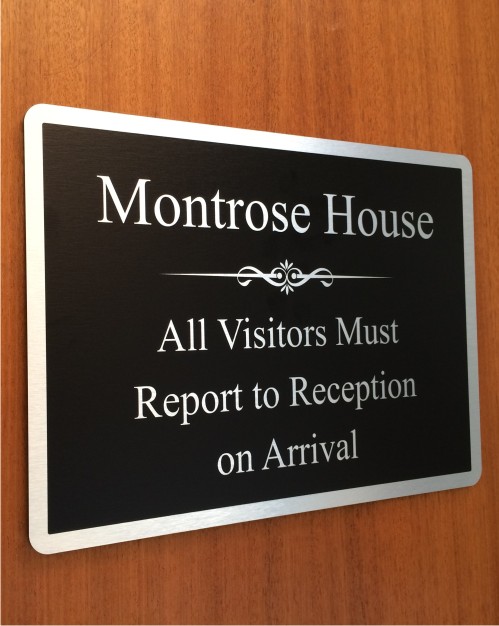 Montrose House
All Visitors Must
Report to Reception
on Arrival